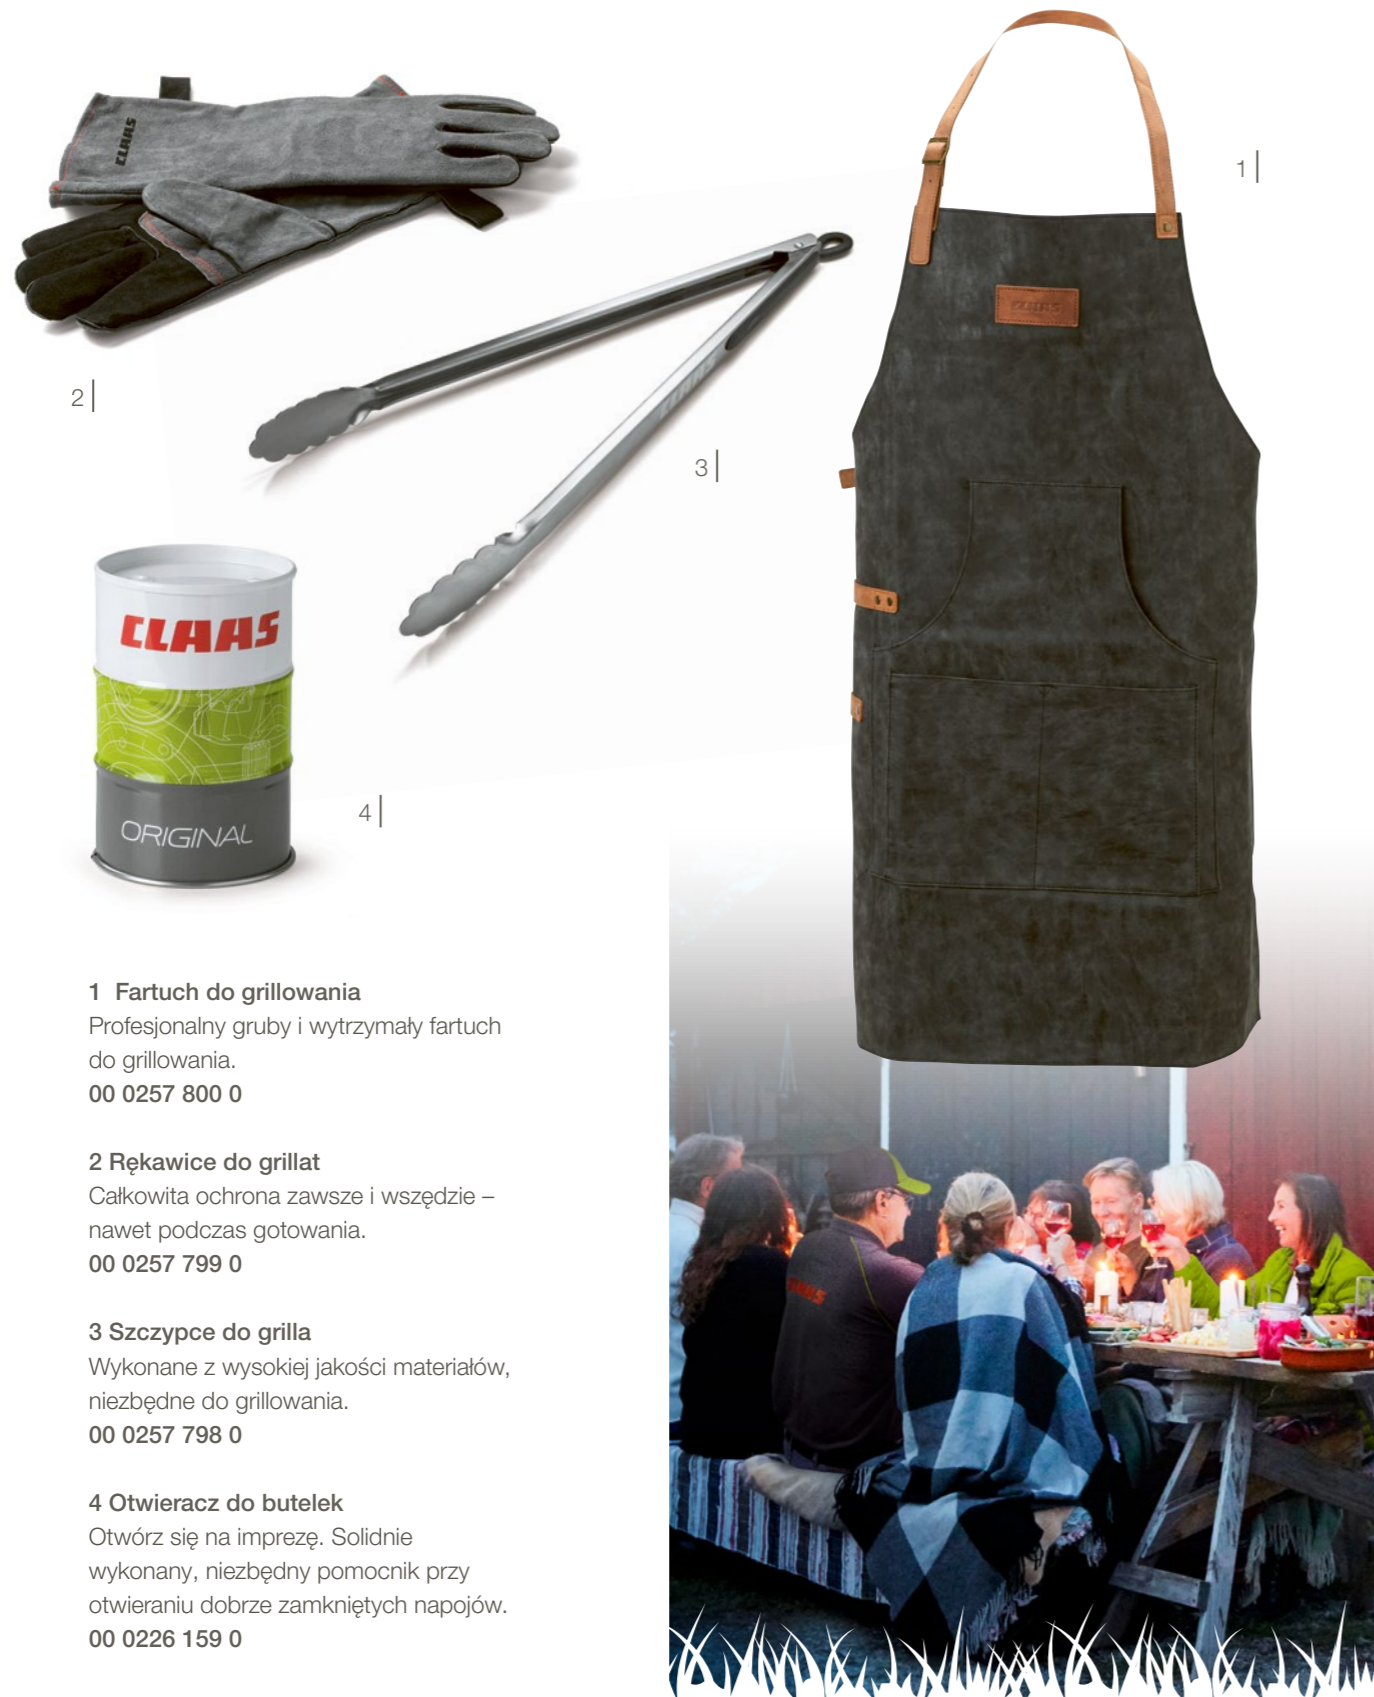 CLAAS
1
CLAAS
2
CLAAS
3
CLAAS
ORIGINAL
4
1 Fartuch do grillowania
Profesjonalny gruby i wytrzymały fartuch
do grillowania.
00 0257 800 0
2 Rękawice do grillat
Całkowita ochrona zawsze i wszędzie –
nawet podczas gotowania.
00 0257 799 0
3 Szczypce do grilla
Wykonane z wysokiej jakości materiałów,
niezbędne do grillowania.
00 0257 798 0
4 Otwieracz do butelek
Otwórz się na imprezę. Solidnie
wykonany, niezbędny pomocnik przy
otwieraniu dobrze zamkniętych napojów.
00 0226 159 0
CLAAS